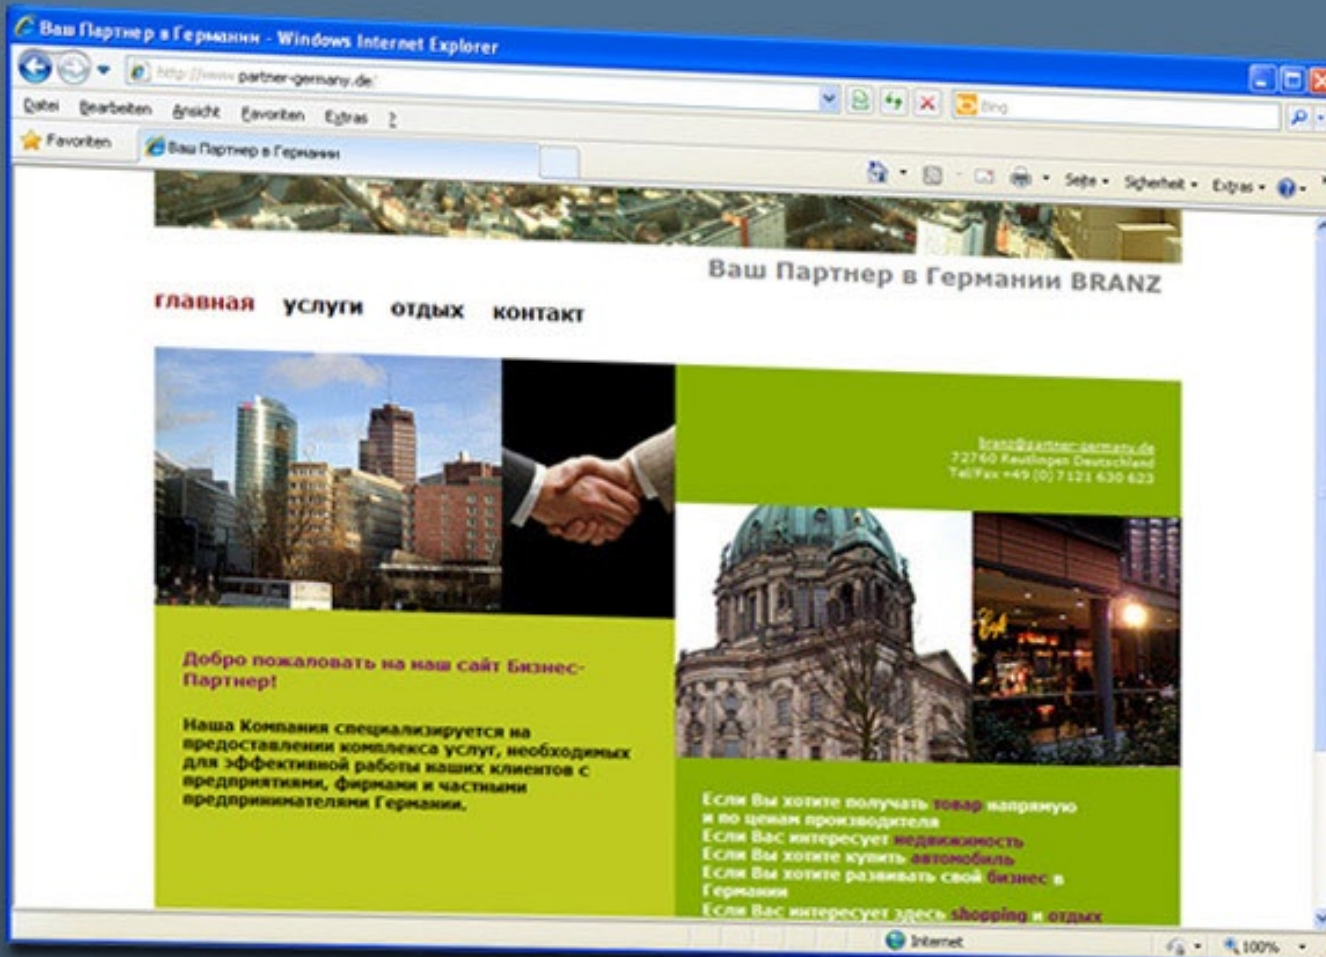 Ваш Партнер в Германии - Windows Internet Explorer
http://www.partner-germany.de/
Bing
Datei Bearbeiten Ansicht Favoriten Extras ?
Favoriten Ваш Партнер в Германии
Seite Sicherheit Extras
Ваш Партнер в Германии BRANZ
главная услуги отдых контакт
branz@partner-germany.de
72760 Reutlingen Deutschland
Tel/Fax +49 (0) 7121 630 623
Добро пожаловать на наш сайт Бизнес-
Партнер!
Наша Компания специализируется на
предоставлении комплекса услуг, необходимых
для эффективной работы наших клиентов с
предприятиями, фирмами и частными
предпринимателями Германии.
Если Вы хотите получать товар напрямую
и по ценам производителя
Если Вас интересует недвижимость
Если Вы хотите купить автомобиль
Если Вы хотите развивать свой бизнес в
Германии
Если Вас интересует здесь shopping и отдых
Internet
100%